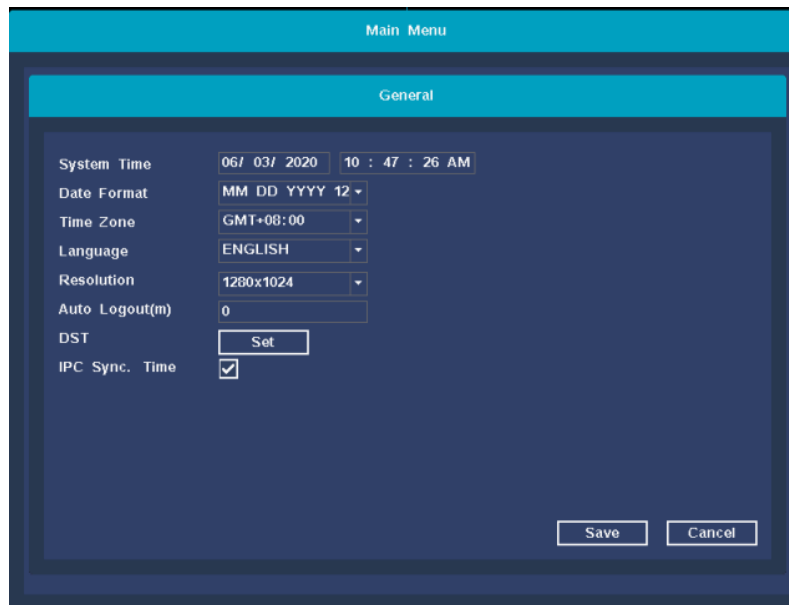 Main Menu
General
System Time 06/ 03/ 2020 10 : 47 : 26 AM
Date Format MM DD YYYY 12
Time Zone GMT+08:00
Language ENGLISH
Resolution 1280x1024
Auto Logout(m) 0
DST Set
IPC Sync. Time
Save Cancel